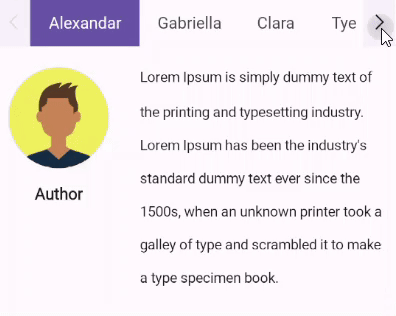 Alexandar Gabriella Clara Tye
Lorem Ipsum is simply dummy text of
the printing and typesetting industry.
Lorem Ipsum has been the industry's
standard dummy text ever since the
1500s, when an unknown printer took a
galley of type and scrambled it to make
a type specimen book.
Author